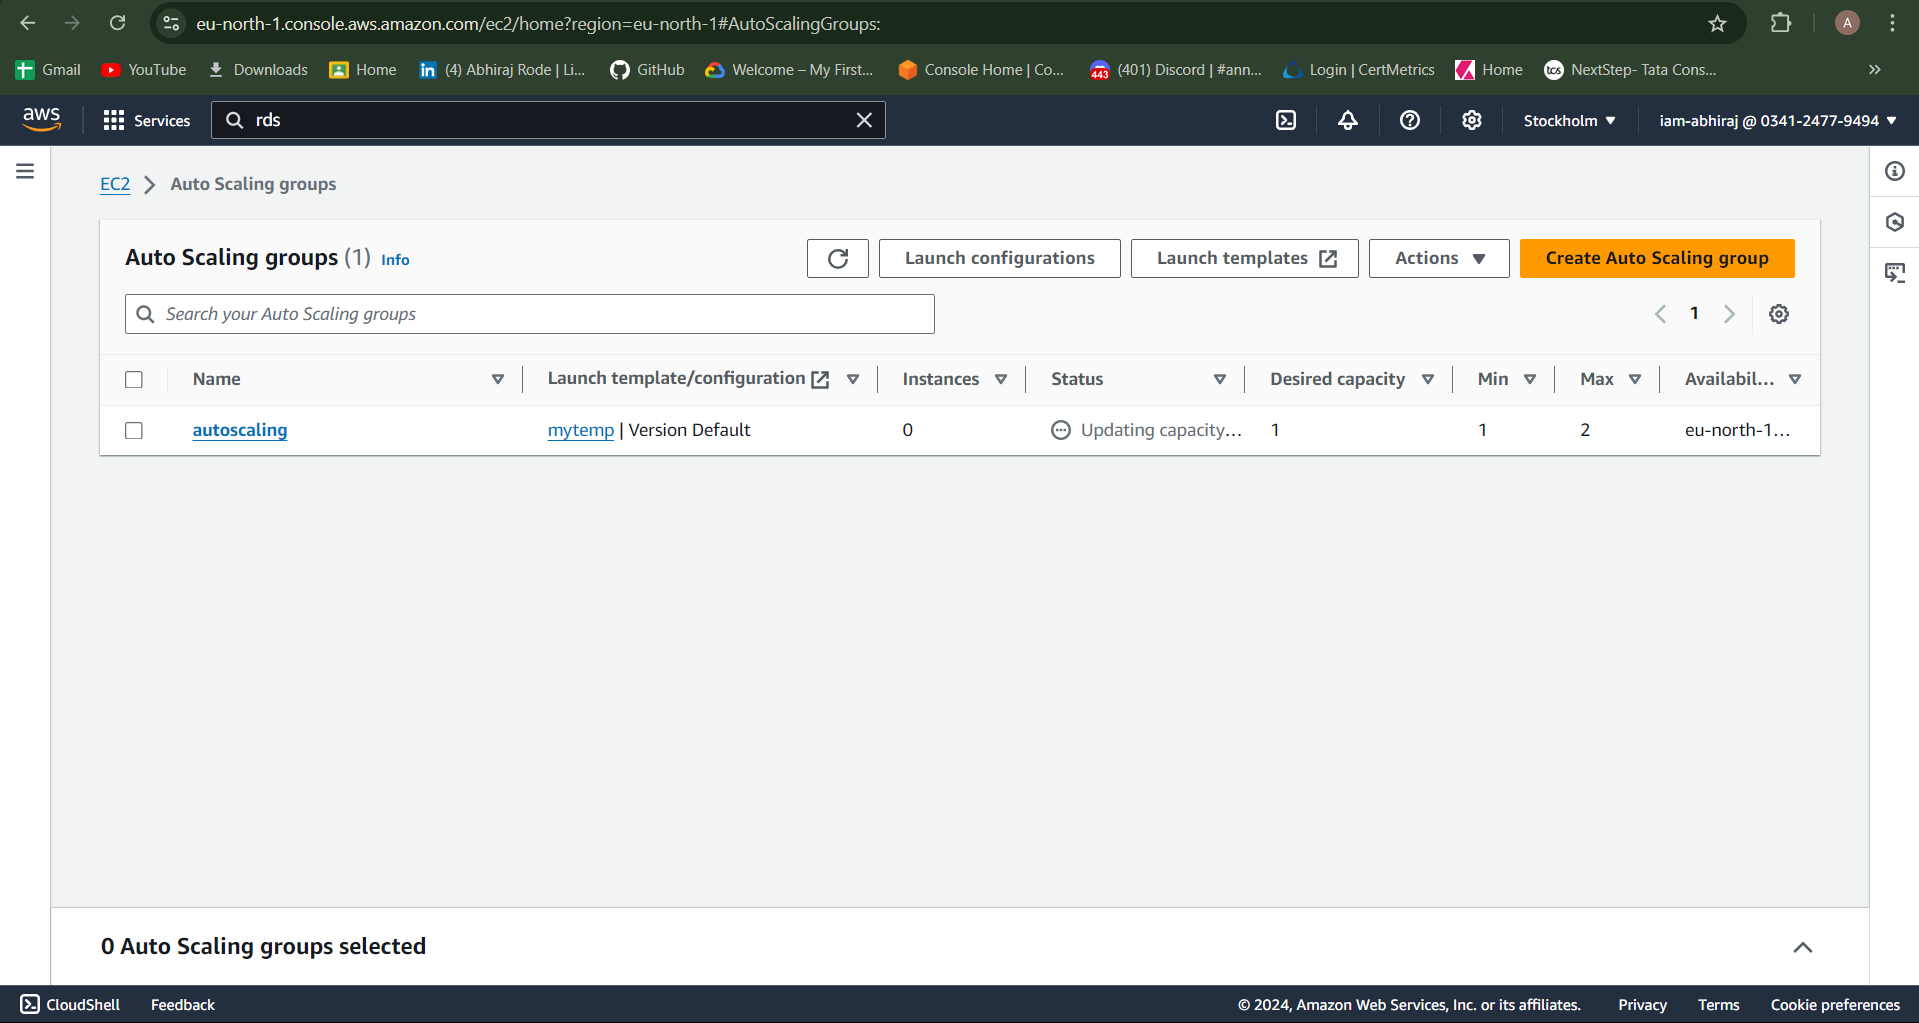 eu-north-1.console.aws.amazon.com/ec2/home?region=eu-north-1#AutoScalingGroups:
A
Gmail YouTube Downloads Home (4) Abhiraj Rode | Li... GitHub Welcome – My First... Console Home | Co... 443 (401) Discord | #ann... Login | CertMetrics Home tcs NextStep- Tata Cons...
aws Services rds Stockholm iam-abhiraj @ 0341-2477-9494
EC2 Auto Scaling groups
Auto Scaling groups (1) Info Launch configurations Launch templates Actions Create Auto Scaling group
Search your Auto Scaling groups 1
Name Launch template/configuration Instances Status Desired capacity Min Max Availabil...
autoscaling mytemp | Version Default 0 Updating capacity... 1 1 2 eu-north-1...
0 Auto Scaling groups selected
CloudShell Feedback © 2024, Amazon Web Services, Inc. or its affiliates. Privacy Terms Cookie preferences